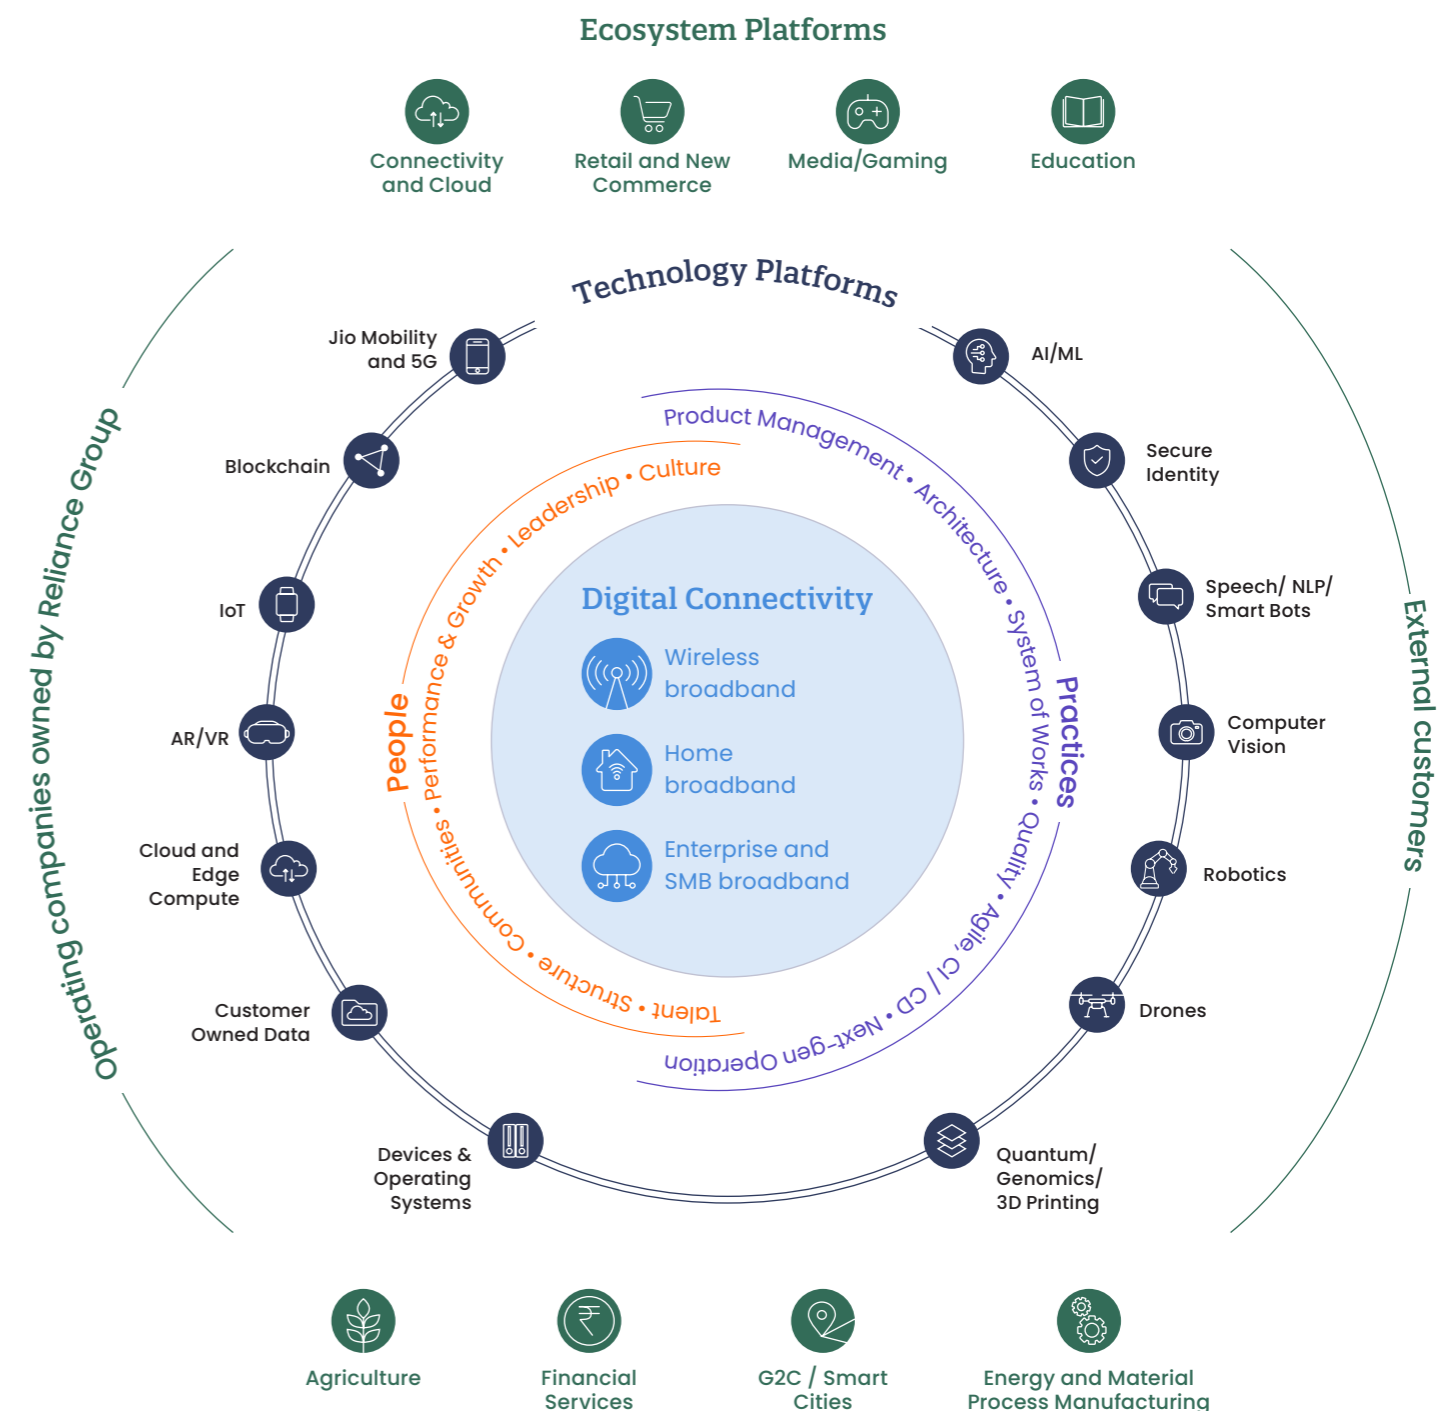 Ecosystem Platforms
Connectivity
and Cloud
Retail and New
Commerce
Media/Gaming
Education
Technology Platforms
Jio Mobility
and 5G
Blockchain
IoT
AR/VR
Cloud and
Edge
Compute
Customer
Owned Data
Devices &
Operating
Systems
AI/ML
Secure
Identity
Speech/ NLP/
Smart Bots
Computer
Vision
Robotics
Drones
Quantum/
Genomics/
3D Printing
Operating companies owned by Reliance Group
External customers
People
Talent • Structure • Communities • Performance & Growth • Leadership • Culture
Practices
Product Management • Architecture • System of Works • Quality • Agile, CI / CD • Next-gen Operation
Digital Connectivity
Wireless
broadband
Home
broadband
Enterprise and
SMB broadband
Agriculture
Financial
Services
G2C / Smart
Cities
Energy and Material
Process Manufacturing